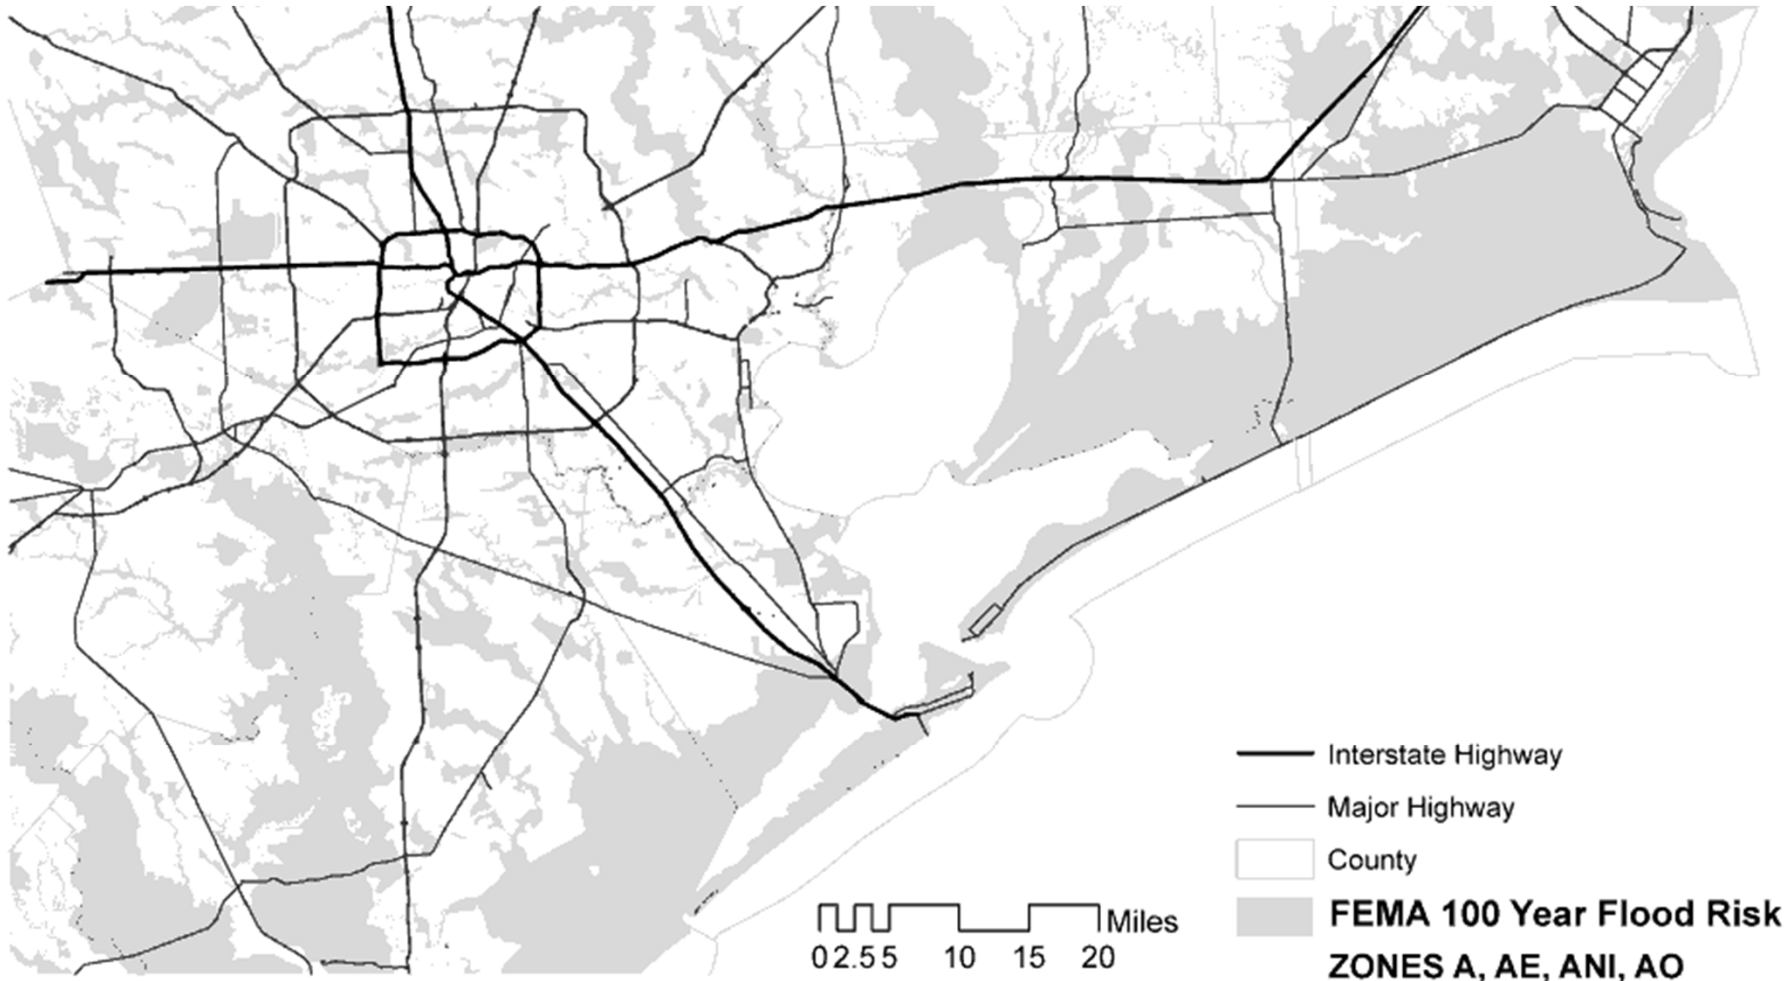 Interstate Highway
Major Highway
County
FEMA 100 Year Flood Risk
ZONES A, AE, ANI, AO
Miles
0 2.5 5 10 15 20